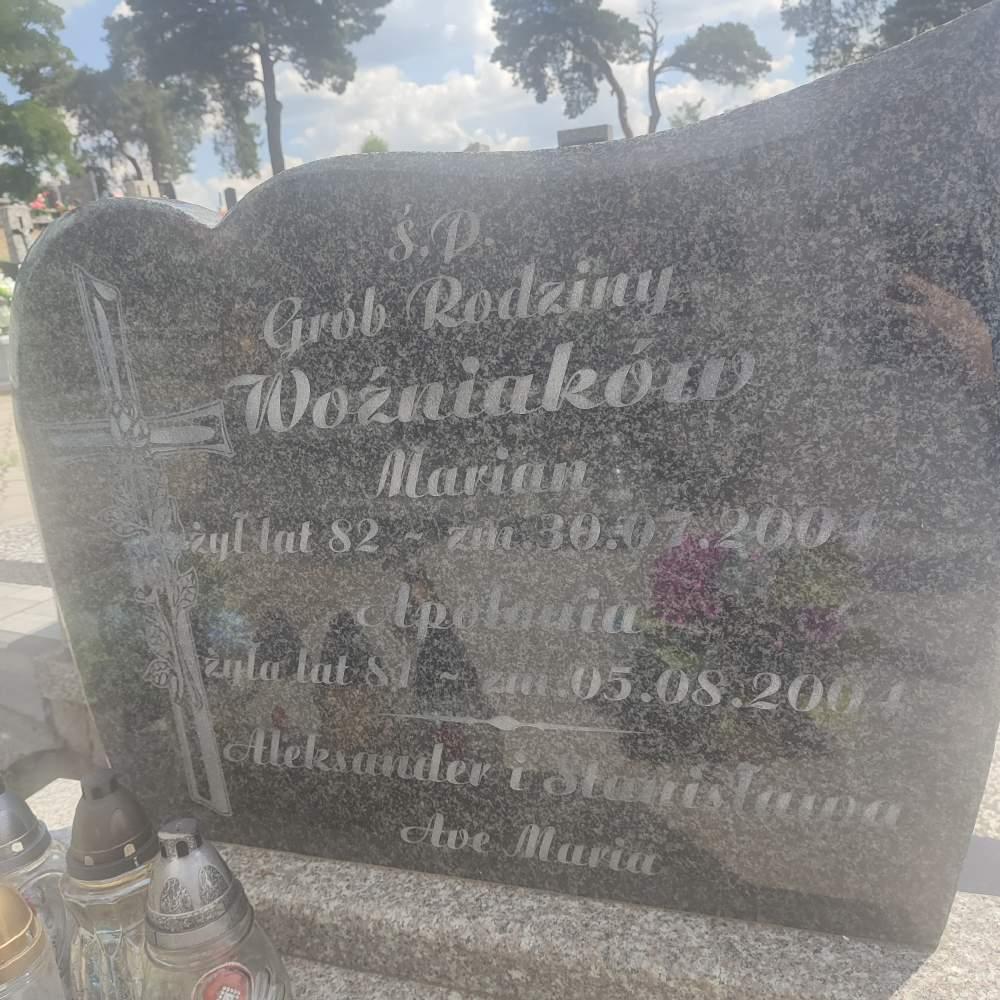 Ś.P.
Grób Rodziny
Woźniaków
Marian
żył lat 82 ~ zm. 30.07.2004
Apolonia
żyła lat 81 ~ zm. 05.08.2004
Aleksander i Stanisława
Ave Maria